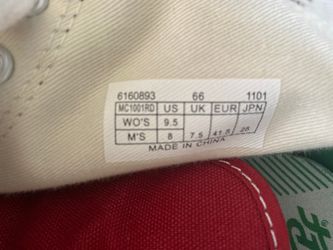 6160893 66 1101
MC1001RD US UK EUR JPN
WO'S 9.5
M'S 8 7.5 41.5 26
MADE IN CHINA